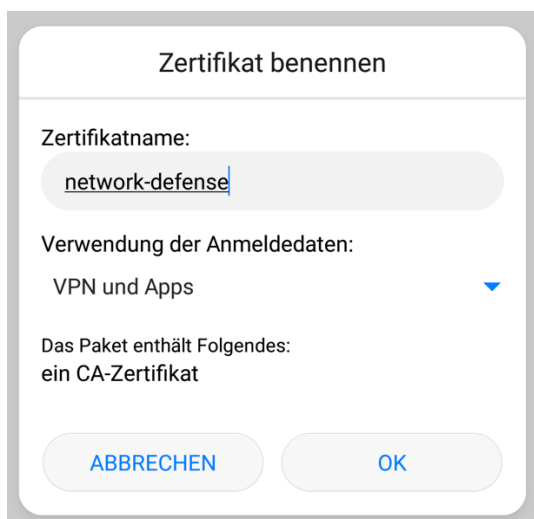 Zertifikat benennen
Zertifikatname:
network-defense
Verwendung der Anmeldedaten:
VPN und Apps
Das Paket enthält Folgendes:
ein CA-Zertifikat
ABBRECHEN OK